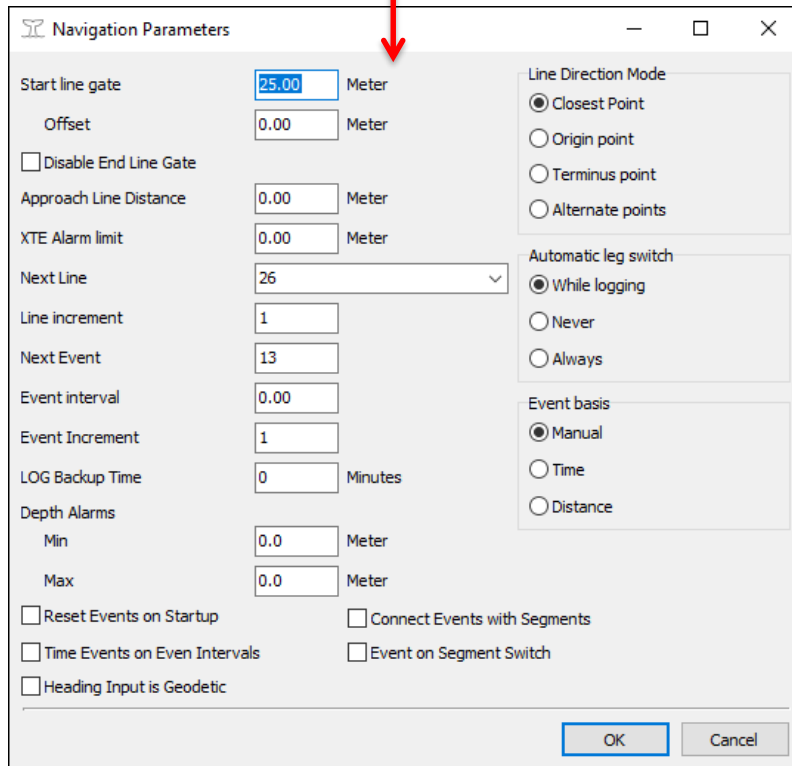 Navigation Parameters
Start line gate 25.00 Meter
Offset 0.00 Meter
Disable End Line Gate
Approach Line Distance 0.00 Meter
XTE Alarm limit 0.00 Meter
Next Line 26
Line increment 1
Next Event 13
Event interval 0.00
Event Increment 1
LOG Backup Time 0 Minutes
Depth Alarms
Min 0.0 Meter
Max 0.0 Meter
Line Direction Mode
Closest Point
Origin point
Terminus point
Alternate points
Automatic leg switch
While logging
Never
Always
Event basis
Manual
Time
Distance
Reset Events on Startup
Connect Events with Segments
Time Events on Even Intervals
Event on Segment Switch
Heading Input is Geodetic
OK
Cancel